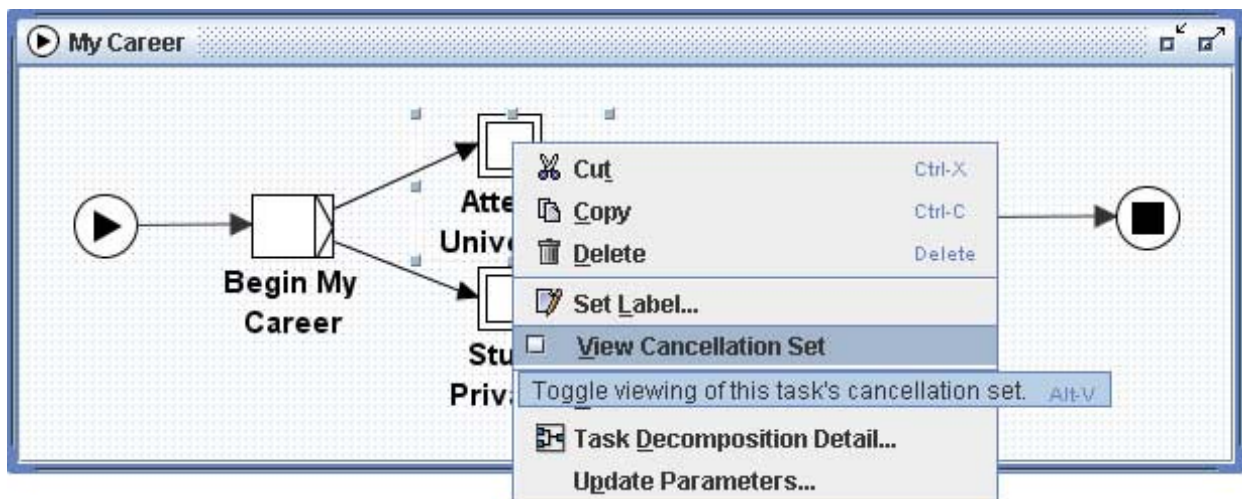 My Career
Cut Ctrl-X
Copy Ctrl-C
Delete Delete
Set Label...
View Cancellation Set
Toggle viewing of this task's cancellation set. Alt-V
Task Decomposition Detail...
Update Parameters...
Begin My
Career